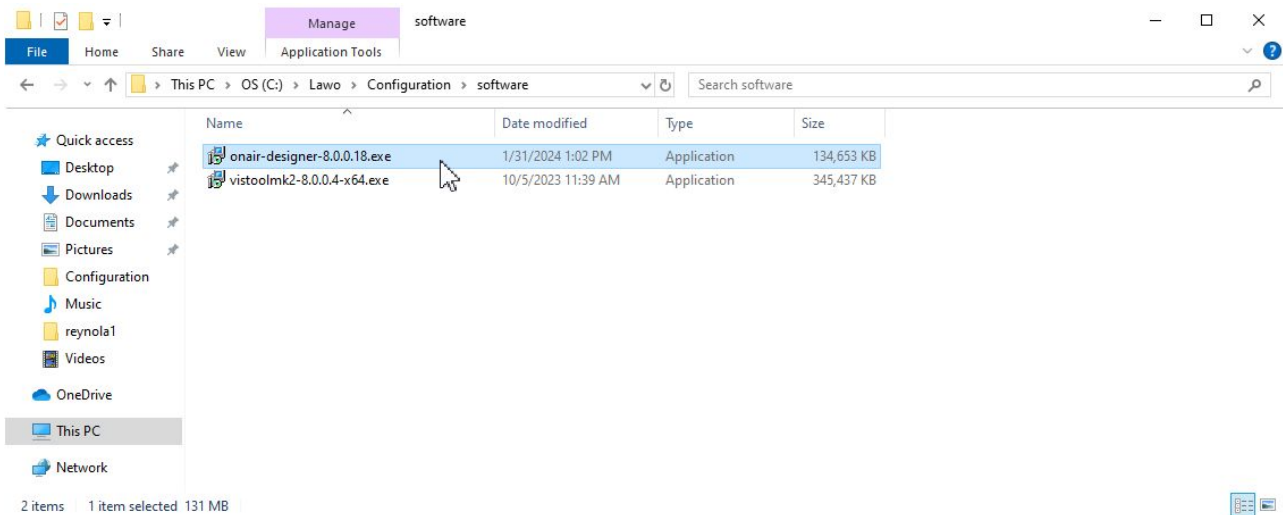 Manage software
File Home Share View Application Tools
This PC > OS (C:) > Lawo > Configuration > software
Search software
Name Date modified Type Size
Quick access
Desktop
Downloads
Documents
Pictures
Configuration
Music
reynola1
Videos
OneDrive
This PC
Network
onair-designer-8.0.0.18.exe 1/31/2024 1:02 PM Application 134,653 KB
vistoolmk2-8.0.0.4-x64.exe 10/5/2023 11:39 AM Application 345,437 KB
2 items 1 item selected 131 MB